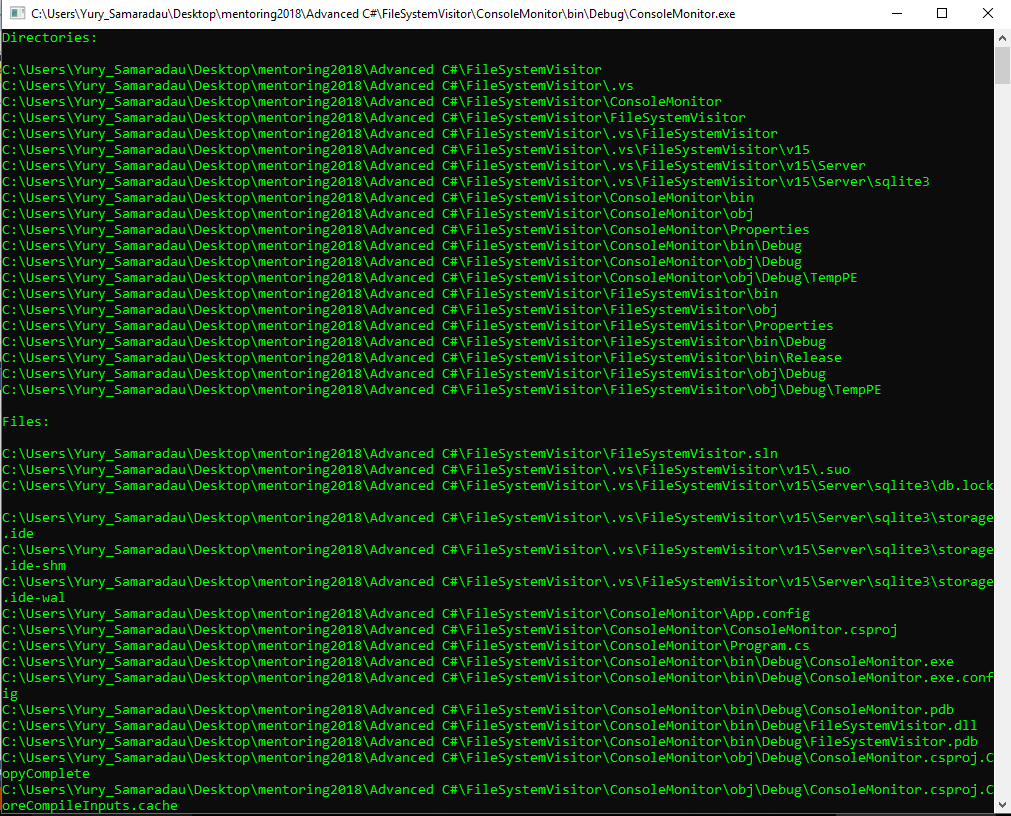 C:\Users\Yury_Samaradau\Desktop\mentoring2018\Advanced C#\FileSystemVisitor\ConsoleMonitor\bin\Debug\ConsoleMonitor.exe
Directories:
C:\Users\Yury_Samaradau\Desktop\mentoring2018\Advanced C#\FileSystemVisitor
C:\Users\Yury_Samaradau\Desktop\mentoring2018\Advanced C#\FileSystemVisitor\.vs
C:\Users\Yury_Samaradau\Desktop\mentoring2018\Advanced C#\FileSystemVisitor\ConsoleMonitor
C:\Users\Yury_Samaradau\Desktop\mentoring2018\Advanced C#\FileSystemVisitor\FileSystemVisitor
C:\Users\Yury_Samaradau\Desktop\mentoring2018\Advanced C#\FileSystemVisitor\.vs\FileSystemVisitor
C:\Users\Yury_Samaradau\Desktop\mentoring2018\Advanced C#\FileSystemVisitor\.vs\FileSystemVisitor\v15
C:\Users\Yury_Samaradau\Desktop\mentoring2018\Advanced C#\FileSystemVisitor\.vs\FileSystemVisitor\v15\Server
C:\Users\Yury_Samaradau\Desktop\mentoring2018\Advanced C#\FileSystemVisitor\.vs\FileSystemVisitor\v15\Server\sqlite3
C:\Users\Yury_Samaradau\Desktop\mentoring2018\Advanced C#\FileSystemVisitor\ConsoleMonitor\bin
C:\Users\Yury_Samaradau\Desktop\mentoring2018\Advanced C#\FileSystemVisitor\ConsoleMonitor\obj
C:\Users\Yury_Samaradau\Desktop\mentoring2018\Advanced C#\FileSystemVisitor\ConsoleMonitor\Properties
C:\Users\Yury_Samaradau\Desktop\mentoring2018\Advanced C#\FileSystemVisitor\ConsoleMonitor\bin\Debug
C:\Users\Yury_Samaradau\Desktop\mentoring2018\Advanced C#\FileSystemVisitor\ConsoleMonitor\obj\Debug
C:\Users\Yury_Samaradau\Desktop\mentoring2018\Advanced C#\FileSystemVisitor\ConsoleMonitor\obj\Debug\TempPE
C:\Users\Yury_Samaradau\Desktop\mentoring2018\Advanced C#\FileSystemVisitor\FileSystemVisitor\bin
C:\Users\Yury_Samaradau\Desktop\mentoring2018\Advanced C#\FileSystemVisitor\FileSystemVisitor\obj
C:\Users\Yury_Samaradau\Desktop\mentoring2018\Advanced C#\FileSystemVisitor\FileSystemVisitor\Properties
C:\Users\Yury_Samaradau\Desktop\mentoring2018\Advanced C#\FileSystemVisitor\FileSystemVisitor\bin\Debug
C:\Users\Yury_Samaradau\Desktop\mentoring2018\Advanced C#\FileSystemVisitor\FileSystemVisitor\bin\Release
C:\Users\Yury_Samaradau\Desktop\mentoring2018\Advanced C#\FileSystemVisitor\FileSystemVisitor\obj\Debug
C:\Users\Yury_Samaradau\Desktop\mentoring2018\Advanced C#\FileSystemVisitor\FileSystemVisitor\obj\Debug\TempPE
Files:
C:\Users\Yury_Samaradau\Desktop\mentoring2018\Advanced C#\FileSystemVisitor\FileSystemVisitor.sln
C:\Users\Yury_Samaradau\Desktop\mentoring2018\Advanced C#\FileSystemVisitor\.vs\FileSystemVisitor\v15\.suo
C:\Users\Yury_Samaradau\Desktop\mentoring2018\Advanced C#\FileSystemVisitor\.vs\FileSystemVisitor\v15\Server\sqlite3\db.lock
C:\Users\Yury_Samaradau\Desktop\mentoring2018\Advanced C#\FileSystemVisitor\.vs\FileSystemVisitor\v15\Server\sqlite3\storage
.ide
C:\Users\Yury_Samaradau\Desktop\mentoring2018\Advanced C#\FileSystemVisitor\.vs\FileSystemVisitor\v15\Server\sqlite3\storage
.ide-shm
C:\Users\Yury_Samaradau\Desktop\mentoring2018\Advanced C#\FileSystemVisitor\.vs\FileSystemVisitor\v15\Server\sqlite3\storage
.ide-wal
C:\Users\Yury_Samaradau\Desktop\mentoring2018\Advanced C#\FileSystemVisitor\ConsoleMonitor\App.config
C:\Users\Yury_Samaradau\Desktop\mentoring2018\Advanced C#\FileSystemVisitor\ConsoleMonitor\ConsoleMonitor.csproj
C:\Users\Yury_Samaradau\Desktop\mentoring2018\Advanced C#\FileSystemVisitor\ConsoleMonitor\Program.cs
C:\Users\Yury_Samaradau\Desktop\mentoring2018\Advanced C#\FileSystemVisitor\ConsoleMonitor\bin\Debug\ConsoleMonitor.exe
C:\Users\Yury_Samaradau\Desktop\mentoring2018\Advanced C#\FileSystemVisitor\ConsoleMonitor\bin\Debug\ConsoleMonitor.exe.conf
ig
C:\Users\Yury_Samaradau\Desktop\mentoring2018\Advanced C#\FileSystemVisitor\ConsoleMonitor\bin\Debug\ConsoleMonitor.pdb
C:\Users\Yury_Samaradau\Desktop\mentoring2018\Advanced C#\FileSystemVisitor\ConsoleMonitor\bin\Debug\FileSystemVisitor.dll
C:\Users\Yury_Samaradau\Desktop\mentoring2018\Advanced C#\FileSystemVisitor\ConsoleMonitor\bin\Debug\FileSystemVisitor.pdb
C:\Users\Yury_Samaradau\Desktop\mentoring2018\Advanced C#\FileSystemVisitor\ConsoleMonitor\obj\Debug\ConsoleMonitor.csproj.C
opyComplete
C:\Users\Yury_Samaradau\Desktop\mentoring2018\Advanced C#\FileSystemVisitor\ConsoleMonitor\obj\Debug\ConsoleMonitor.csproj.C
oreCompileInputs.cache